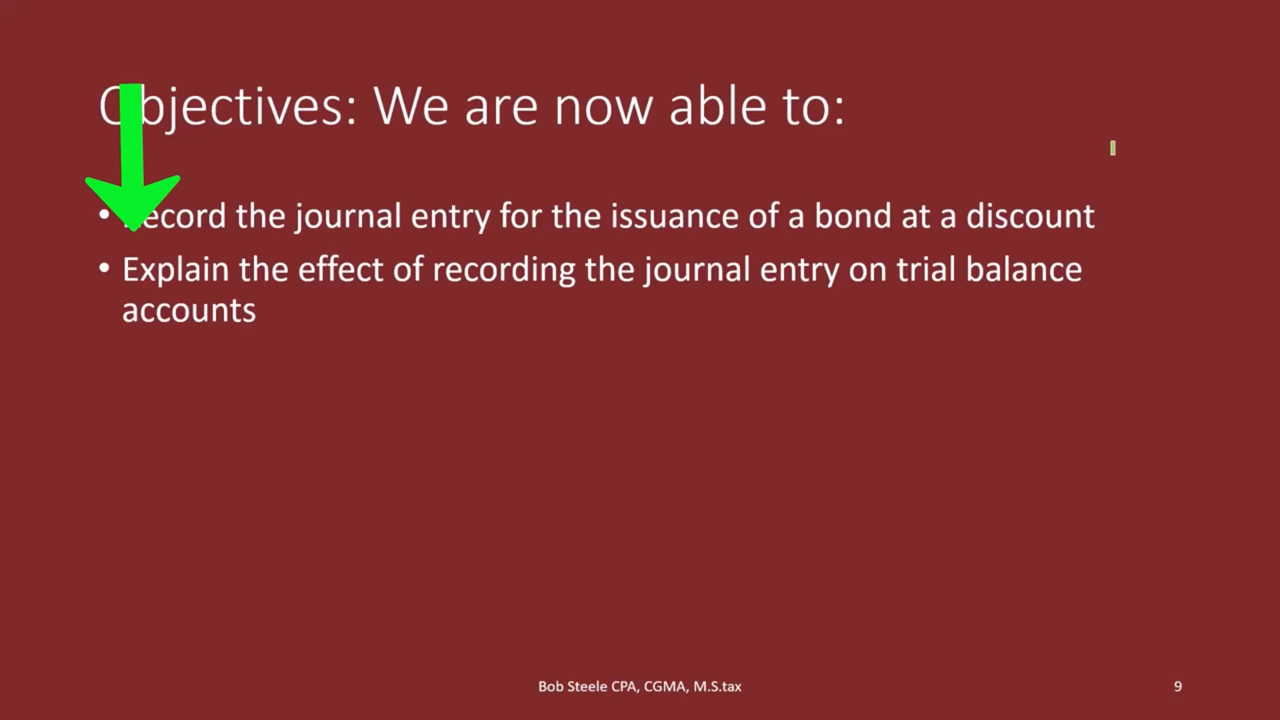 Objectives: We are now able to:
• Record the journal entry for the issuance of a bond at a discount
• Explain the effect of recording the journal entry on trial balance
accounts
Bob Steele CPA, CGMA, M.S.tax
9